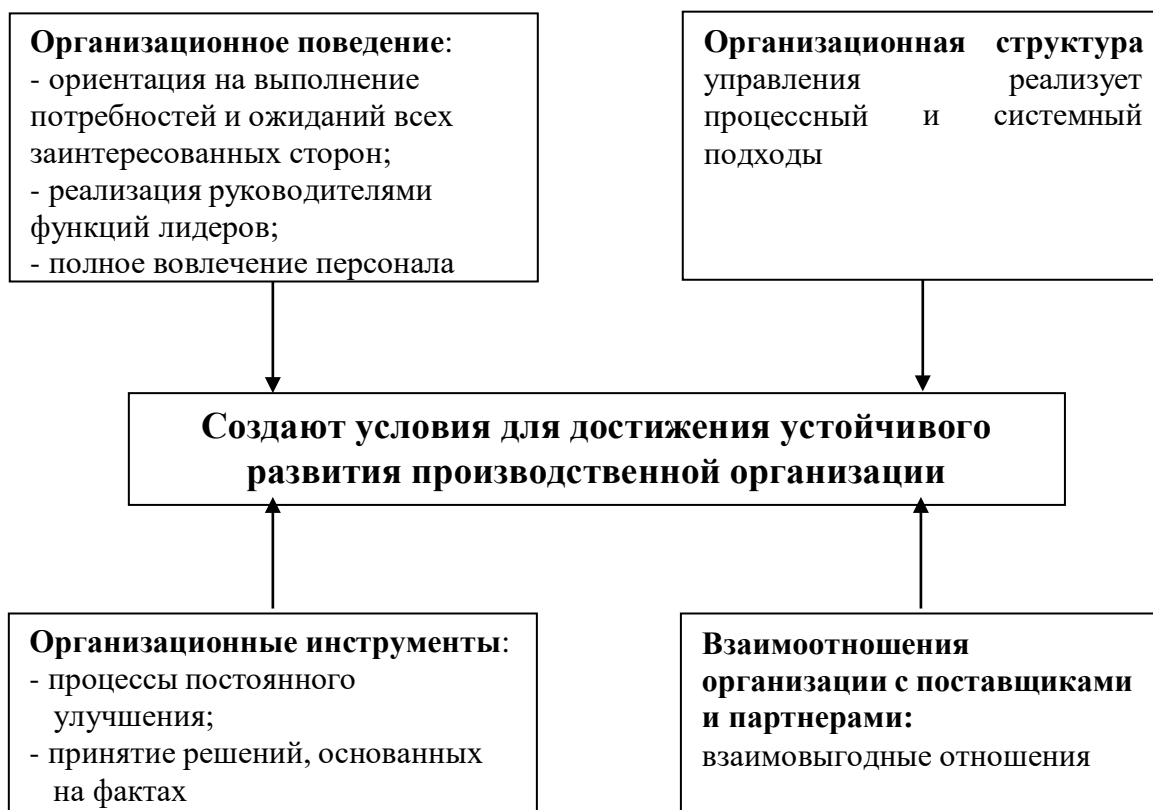 Организационное поведение:
- ориентация на выполнение
потребностей и ожиданий всех
заинтересованных сторон;
- реализация руководителями
функций лидеров;
- полное вовлечение персонала
Организационная структура
управления реализует
процессный и системный
подходы
Создают условия для достижения устойчивого
развития производственной организации
Организационные инструменты:
- процессы постоянного
улучшения;
- принятие решений, основанных
на фактах
Взаимоотношения
организации с поставщиками
и партнерами:
взаимовыгодные отношения